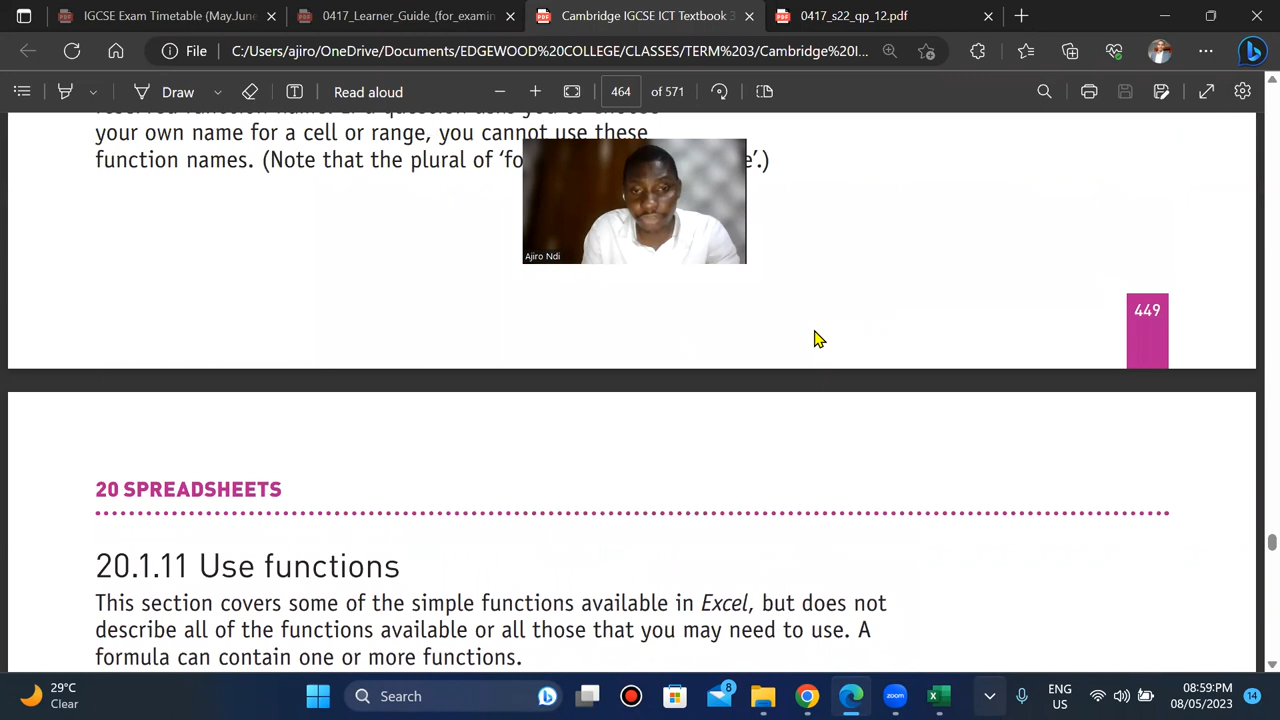 IGCSE Exam Timetable (May.June
0417_Learner_Guide_(for_examin
Cambridge IGCSE ICT Textbook 3
0417_s22_qp_12.pdf
File
C:/Users/ajiro/OneDrive/Documents/EDGEWOOD%20COLLEGE/CLASSES/TERM%203/Cambridge%20I...
Draw
Read aloud
464 of 571
your own name for a cell or range, you cannot use these
function names. (Note that the plural of 'fo
e'.)
Ajiro Ndi
449
20 SPREADSHEETS
20.1.11 Use functions
This section covers some of the simple functions available in Excel, but does not
describe all of the functions available or all those that you may need to use. A
formula can contain one or more functions.
29°C
Clear
Search
8
ENG
US
08:59:PM
08/05/2023
14